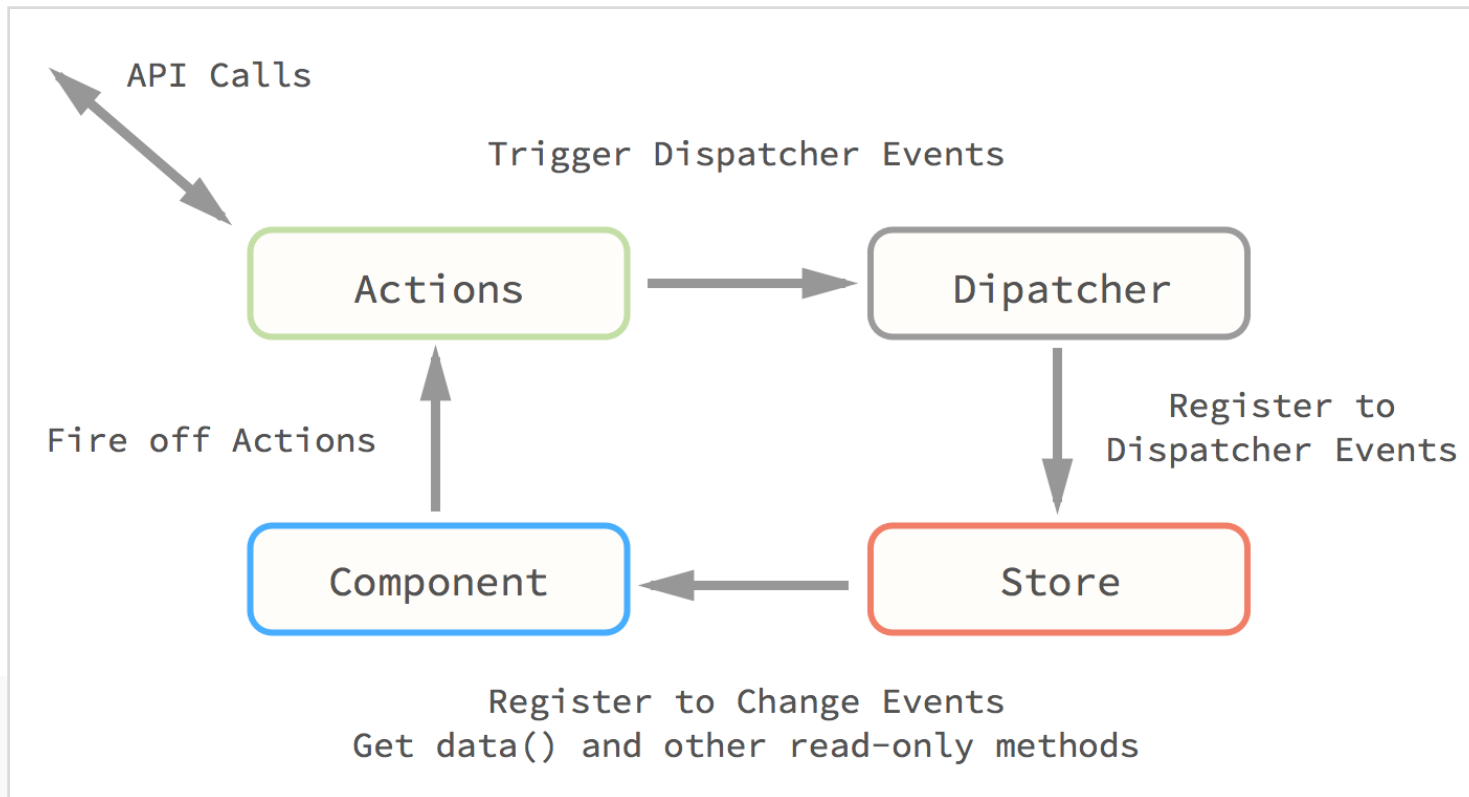 API Calls
Trigger Dispatcher Events
Actions
Dipatcher
Fire off Actions
Register to
Dispatcher Events
Component
Store
Register to Change Events
Get data() and other read-only methods